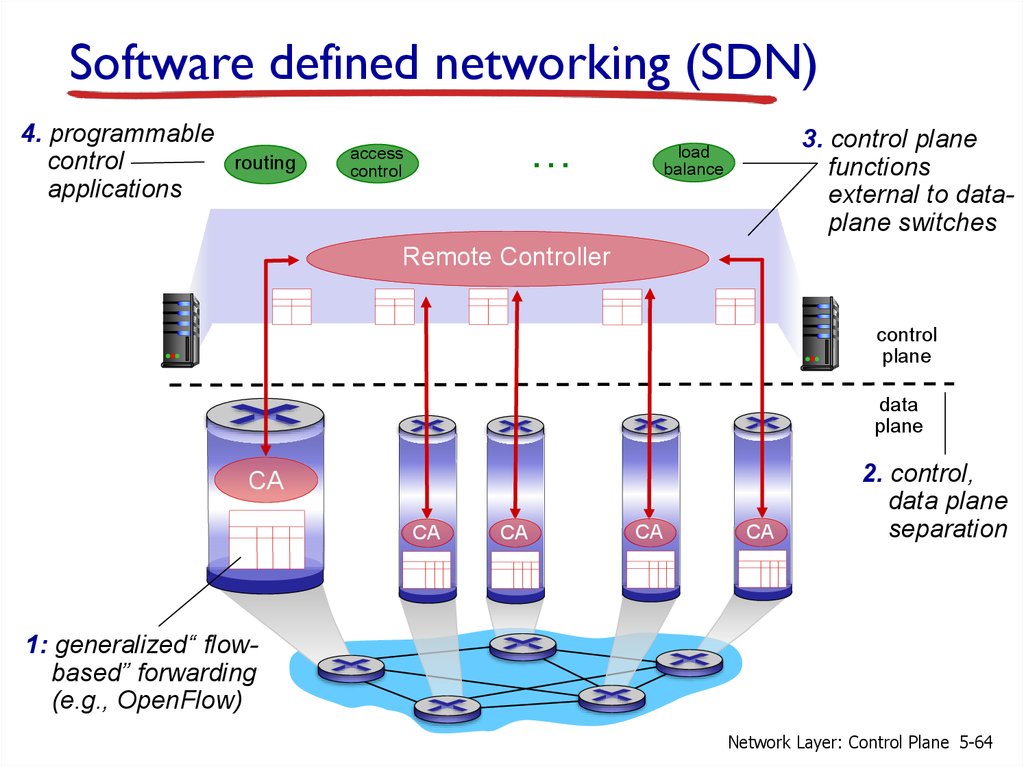 Software defined networking (SDN)
4. programmable
control
applications
routing
access
control
...
load
balance
3. control plane
functions
external to data-
plane switches
Remote Controller
control
plane
data
plane
CA
CA
CA
CA
CA
2. control,
data plane
separation
1: generalized“ flow-
based” forwarding
(e.g., OpenFlow)
Network Layer: Control Plane 5-64